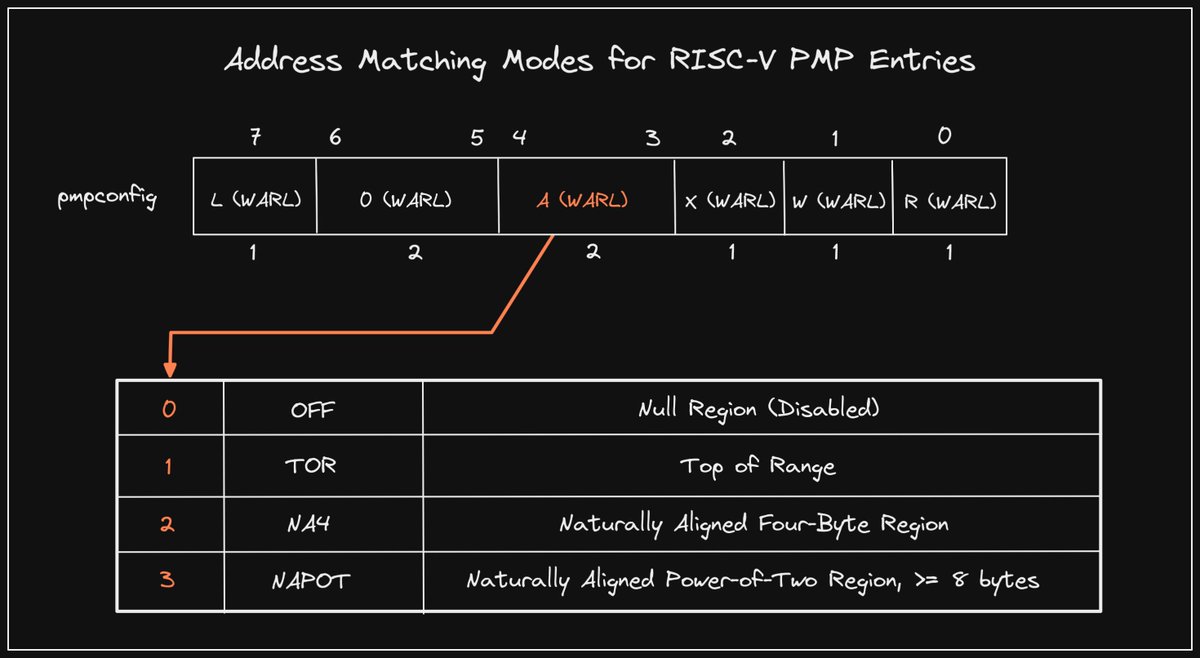 Address Matching Modes for RISC-V PMP Entries
7 6 5 4 3 2 1 0
pmpconfig L (WARL) 0 (WARL) A (WARL) X (WARL) W (WARL) R (WARL)
1 2 2 1 1 1
0 OFF Null Region (Disabled)
1 TOR Top of Range
2 NA4 Naturally Aligned Four-Byte Region
3 NAPOT Naturally Aligned Power-of-Two Region, >= 8 bytes